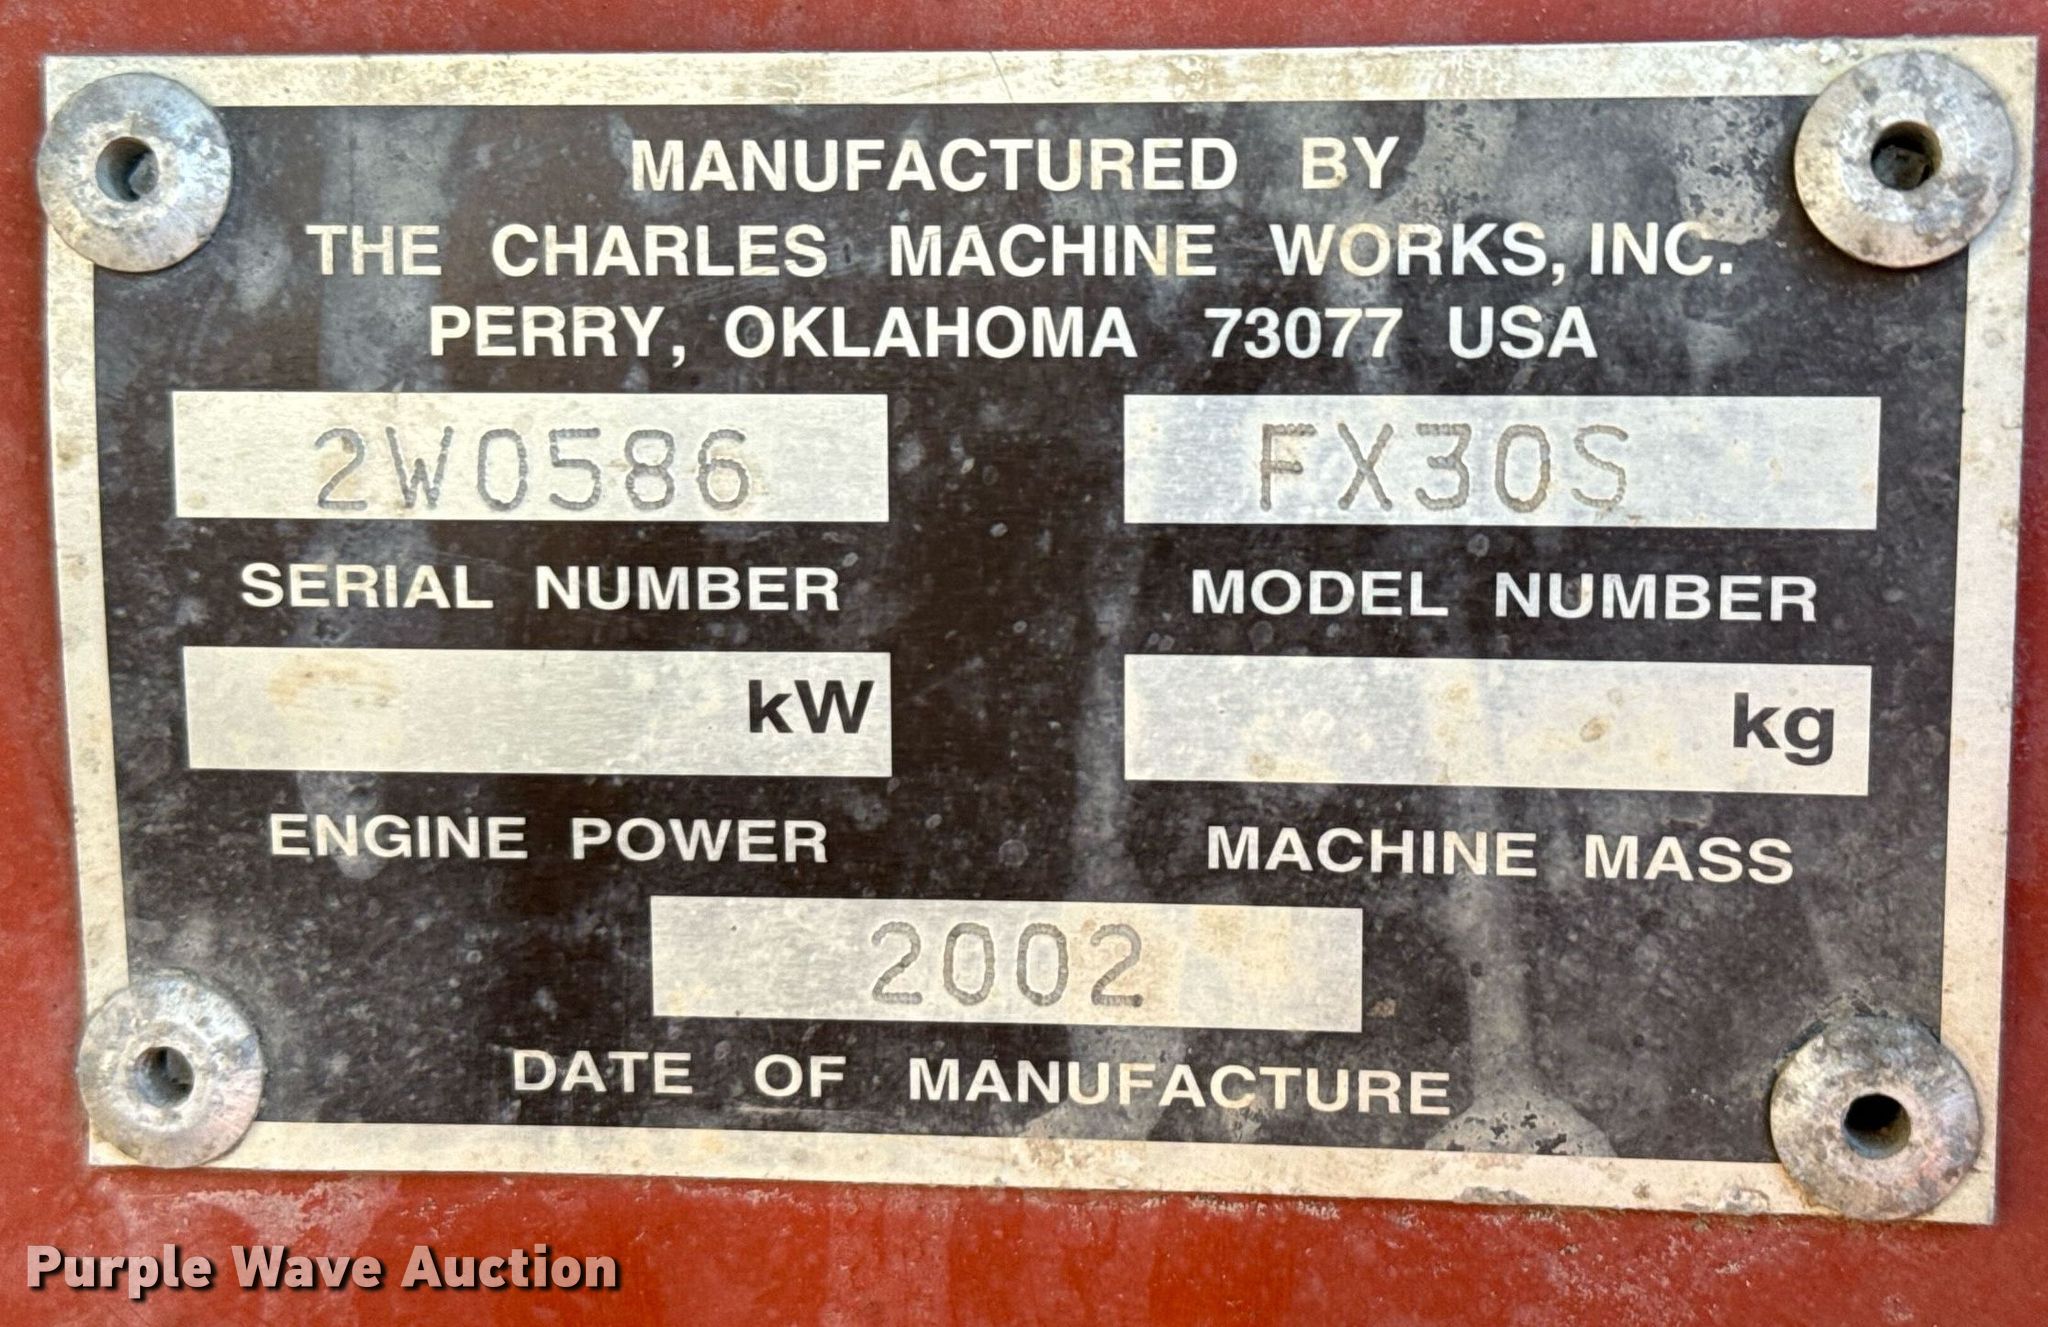 MANUFACTURED BY
THE CHARLES MACHINE WORKS, INC.
PERRY, OKLAHOMA 73077 USA
2W0586 FX30S
SERIAL NUMBER MODEL NUMBER
kW kg
ENGINE POWER MACHINE MASS
2002
DATE OF MANUFACTURE
Purple Wave Auction